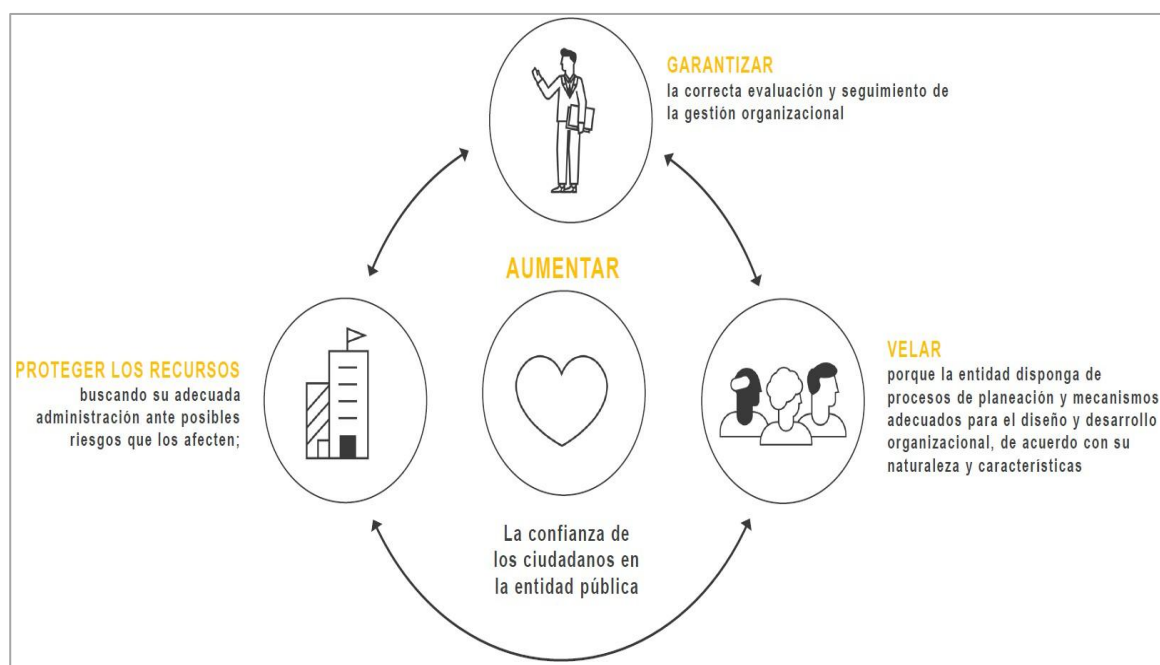 GARANTIZAR
la correcta evaluación y seguimiento de
la gestión organizacional
AUMENTAR
PROTEGER LOS RECURSOS
buscando su adecuada
administración ante posibles
riesgos que los afecten;
VELAR
porque la entidad disponga de
procesos de planeación y mecanismos
adecuados para el diseño y desarrollo
organizacional, de acuerdo con su
naturaleza y características
La confianza de
los ciudadanos en
la entidad pública